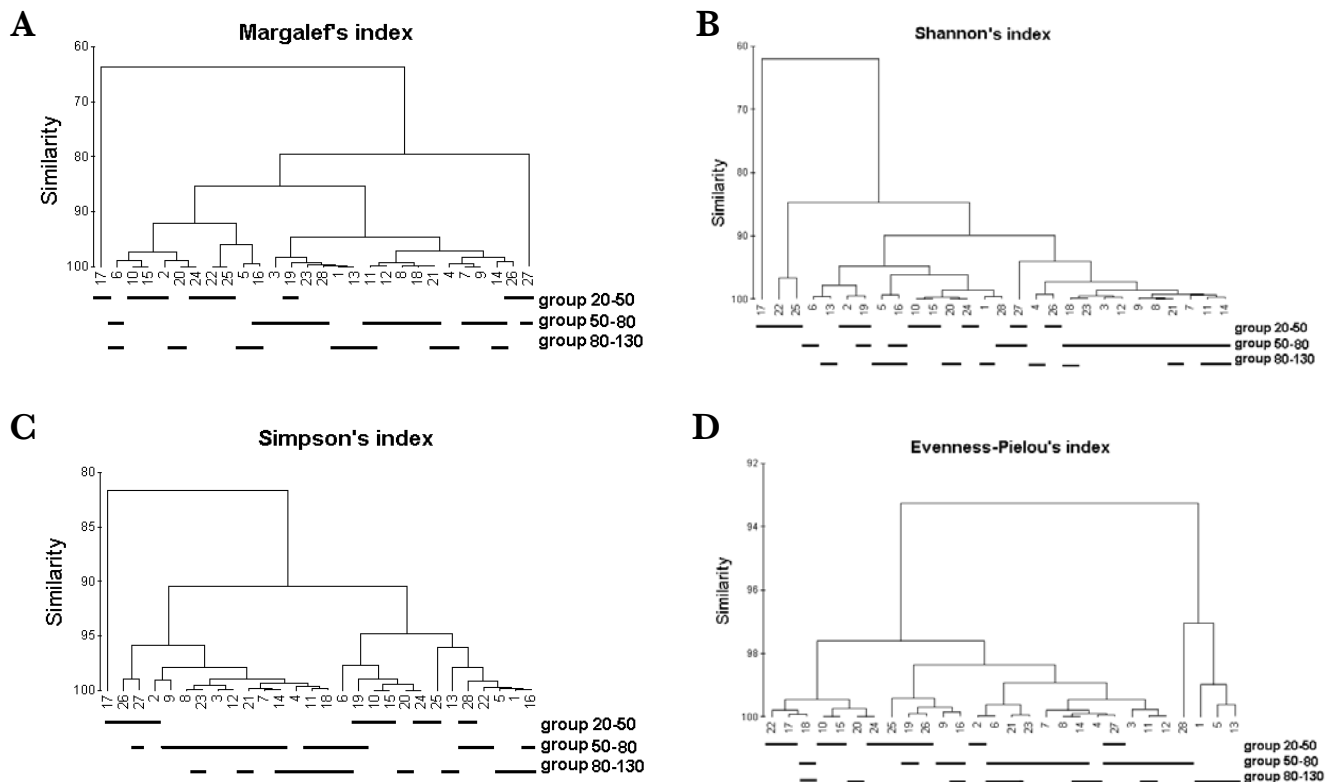 A
Margalef's index
60
70
80
90
100
Similarity
17 6 10 15 2 20 24 22 25 5 16 3 19 23 28 1 13 11 12 8 18 21 4 7 9 14 26 27
group 20-50
group 50-80
group 80-130
B
Shannon's index
60
70
80
90
100
Similarity
17 22 25 6 13 2 19 5 16 10 15 20 24 1 28 27 4 26 18 23 3 12 9 8 21 7 11 14
group 20-50
group 50-80
group 80-130
C
Simpson's index
80
85
90
95
100
Similarity
17 26 27 2 9 8 23 3 12 21 7 14 4 11 18 6 19 10 15 20 24 25 13 28 22 5 1 16
group 20-50
group 50-80
group 80-130
D
Evenness-Pielou's index
92
94
96
98
100
Similarity
22 17 18 10 15 20 24 25 19 26 9 16 2 6 21 23 7 8 14 4 27 3 11 12 28 1 5 13
group 20-50
group 50-80
group 80-130